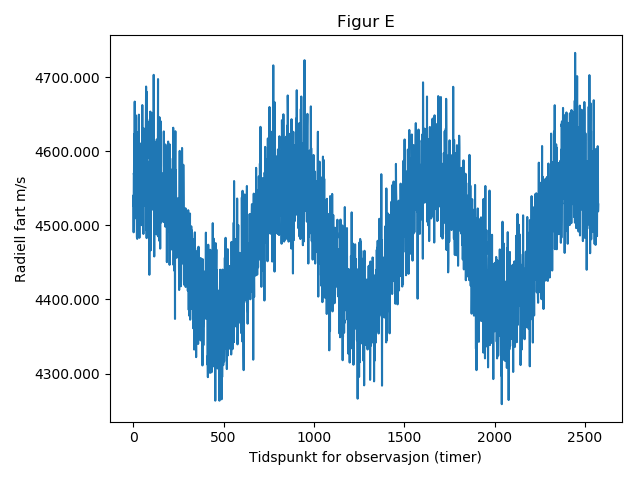 Figur E
Radiell fart m/s
4700.000
4600.000
4500.000
4400.000
4300.000
0 500 1000 1500 2000 2500
Tidspunkt for observasjon (timer)